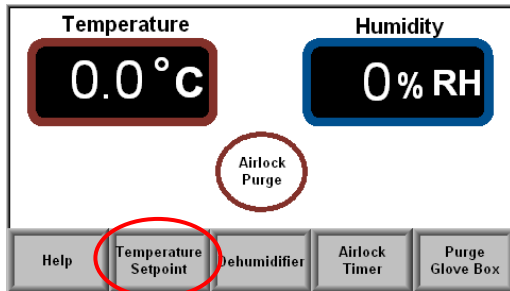 Temperature
Humidity
0.0°C
0% RH
Airlock
Purge
Help
Temperature
Setpoint
Dehumidifier
Airlock
Timer
Purge
Glove Box